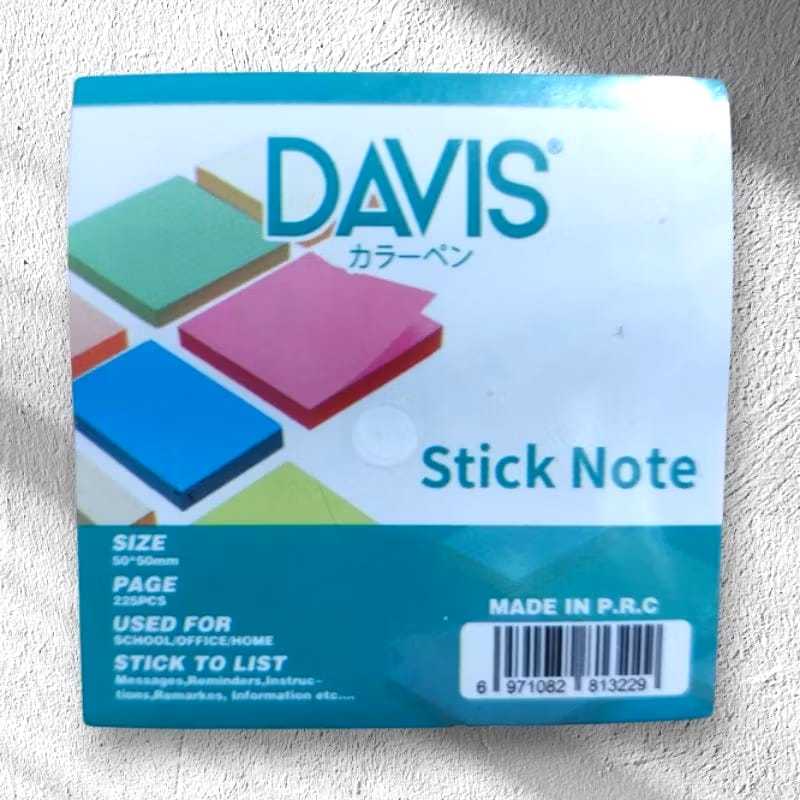 DAVIS®
カラーペン
Stick Note
SIZE
50*50mm
PAGE
225PCS
USED FOR
SCHOOL/OFFICE/HOME
STICK TO LIST
Messages,Reminders,Instruc-
tions,Remarkes, Information etc....
MADE IN P.R.C
6 971082 813229